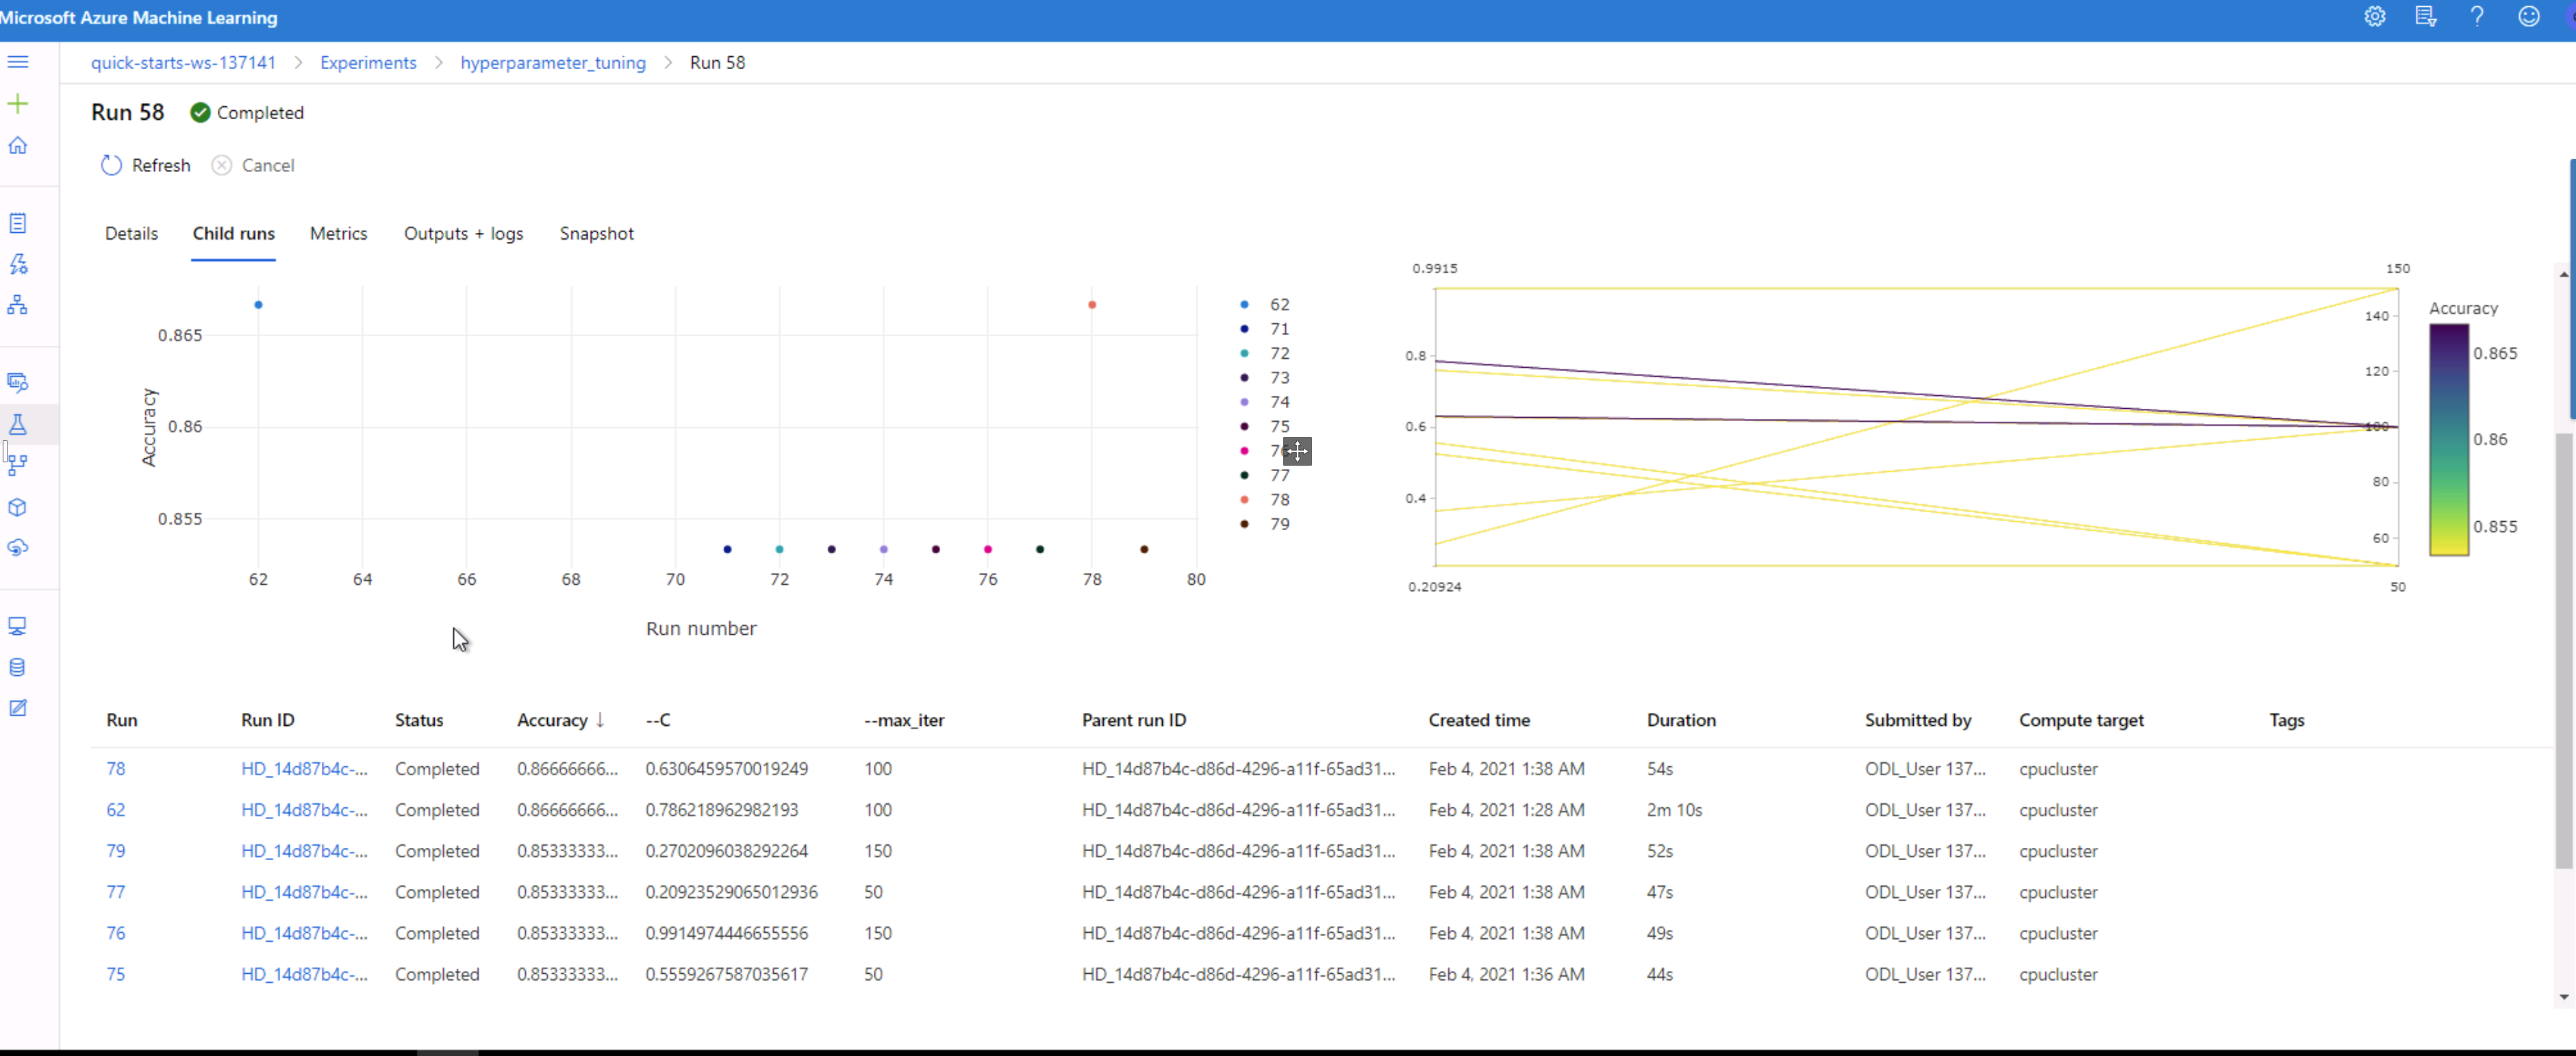 Microsoft Azure Machine Learning
quick-starts-ws-137141 > Experiments > hyperparameter_tuning > Run 58
Run 58 Completed
Refresh Cancel
Details Child runs Metrics Outputs + logs Snapshot
Accuracy
0.865
0.86
0.855
62 64 66 68 70 72 74 76 78 80
Run number
62
71
72
73
74
75
77
78
79
0.9915 150
0.8
0.6
0.4
0.20924 50
140
120
100
80
60
Accuracy
0.865
0.86
0.855
Run Run ID Status Accuracy ↓ --C --max_iter Parent run ID Created time Duration Submitted by Compute target Tags
78 HD_14d87b4c-... Completed 0.86666666... 0.6306459570019249 100 HD_14d87b4c-d86d-4296-a11f-65ad31... Feb 4, 2021 1:38 AM 54s ODL_User 137... cpucluster
62 HD_14d87b4c-... Completed 0.86666666... 0.786218962982193 100 HD_14d87b4c-d86d-4296-a11f-65ad31... Feb 4, 2021 1:28 AM 2m 10s ODL_User 137... cpucluster
79 HD_14d87b4c-... Completed 0.85333333... 0.2702096038292264 150 HD_14d87b4c-d86d-4296-a11f-65ad31... Feb 4, 2021 1:38 AM 52s ODL_User 137... cpucluster
77 HD_14d87b4c-... Completed 0.85333333... 0.20923529065012936 50 HD_14d87b4c-d86d-4296-a11f-65ad31... Feb 4, 2021 1:38 AM 47s ODL_User 137... cpucluster
76 HD_14d87b4c-... Completed 0.85333333... 0.9914974446655556 150 HD_14d87b4c-d86d-4296-a11f-65ad31... Feb 4, 2021 1:38 AM 49s ODL_User 137... cpucluster
75 HD_14d87b4c-... Completed 0.85333333... 0.5559267587035617 50 HD_14d87b4c-d86d-4296-a11f-65ad31... Feb 4, 2021 1:36 AM 44s ODL_User 137... cpucluster